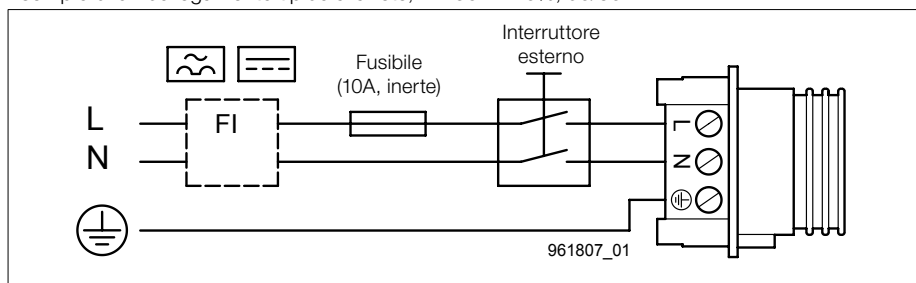 Interruttore
esterno
Fusibile
(10A, inerte)
L
FI
L
N
N
961807_01